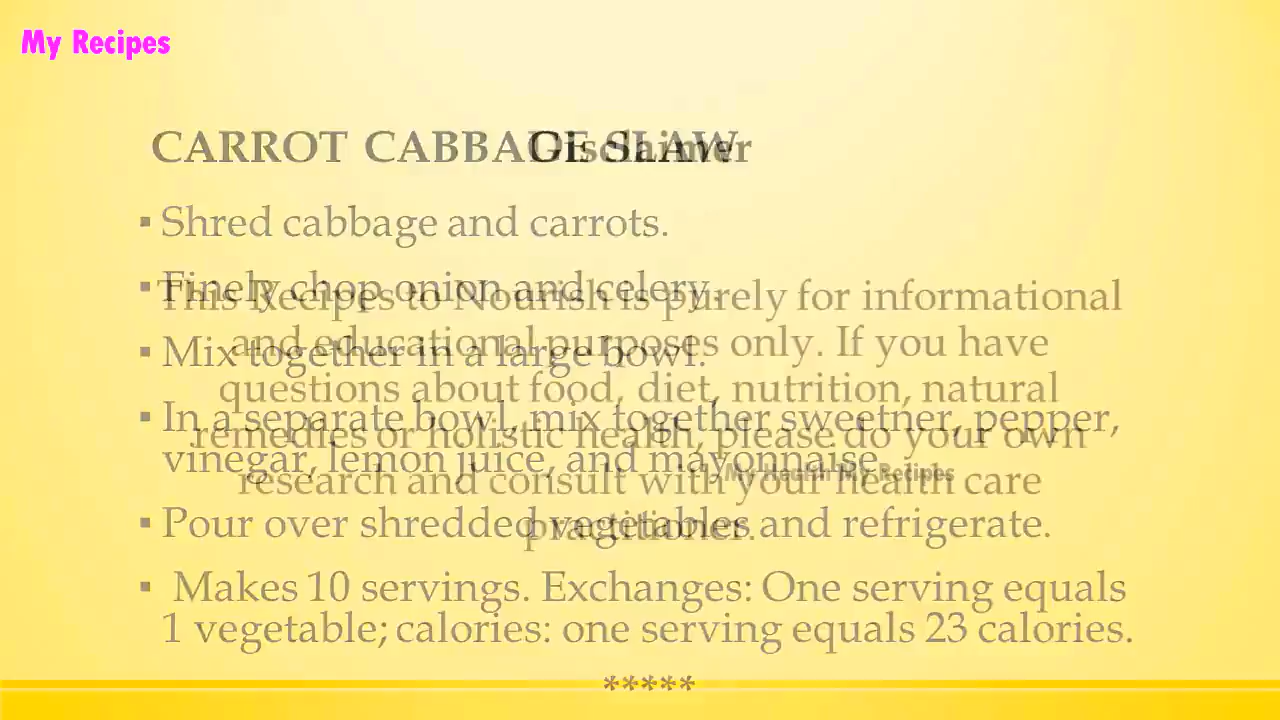 My Recipes
CARROT CABBAGE SLAW
Disclaimer
▪ Shred cabbage and carrots.
▪ Finely chop onion and celery.
▪ Mix together in a large bowl.
▪ In a separate bowl, mix together sweetner, pepper,
vinegar, lemon juice, and mayonnaise.
▪ Pour over shredded vegetables and refrigerate.
▪ Makes 10 servings. Exchanges: One serving equals
1 vegetable; calories: one serving equals 23 calories.
*****
This Recipes to Nourish is purely for informational
and educational purposes only. If you have
questions about food, diet, nutrition, natural
remedies or holistic health, please do your own
research and consult with your health care
practitioner.
My Health My Recipes